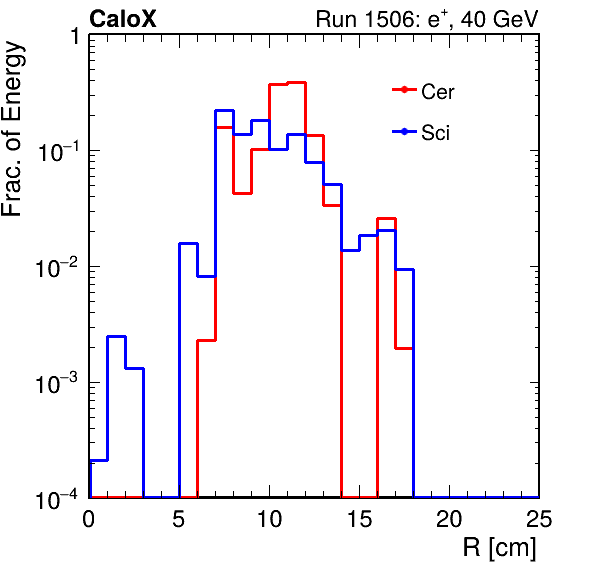 CaloX Run 1506: e⁺, 40 GeV
Frac. of Energy
1
10⁻¹
10⁻²
10⁻³
10⁻⁴
Cer
Sci
0 5 10 15 20 25
R [cm]